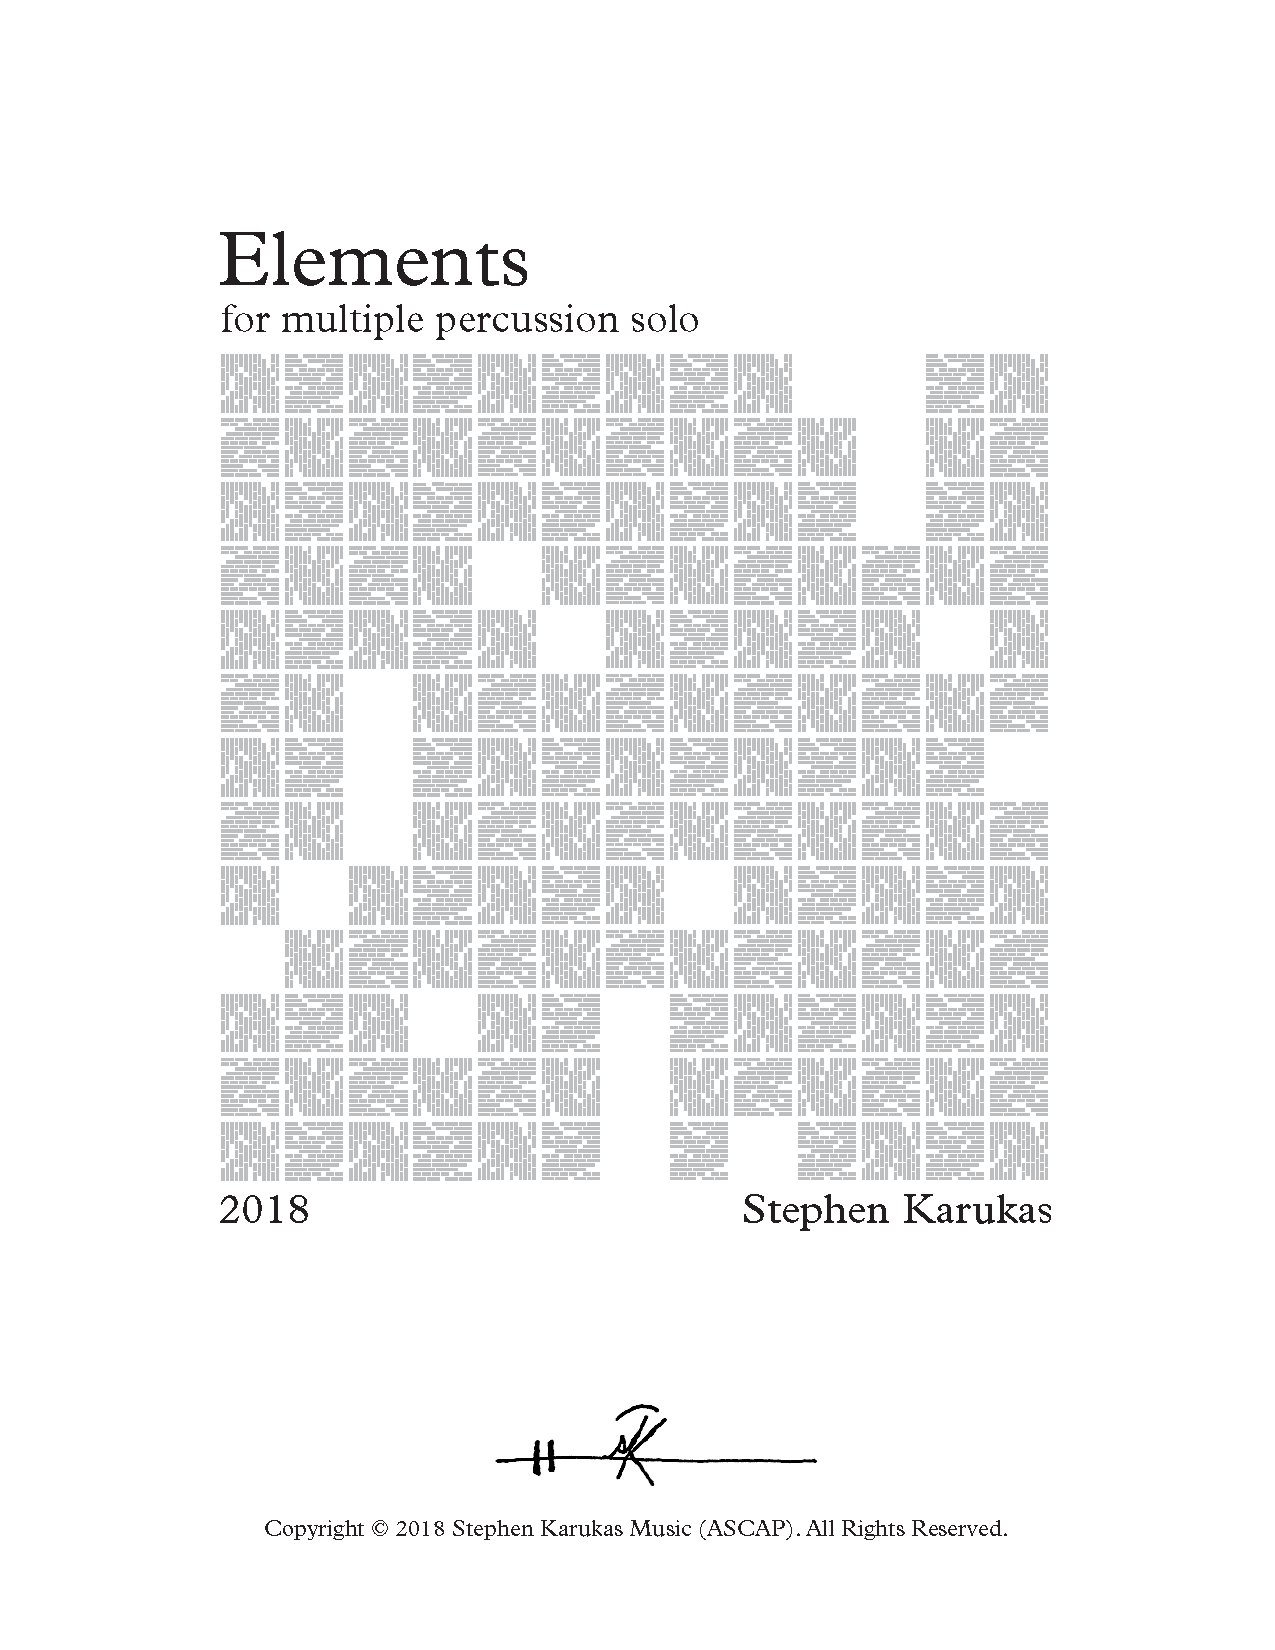 Elements
for multiple percussion solo
2018
Stephen Karukas
Copyright © 2018 Stephen Karukas Music (ASCAP). All Rights Reserved.